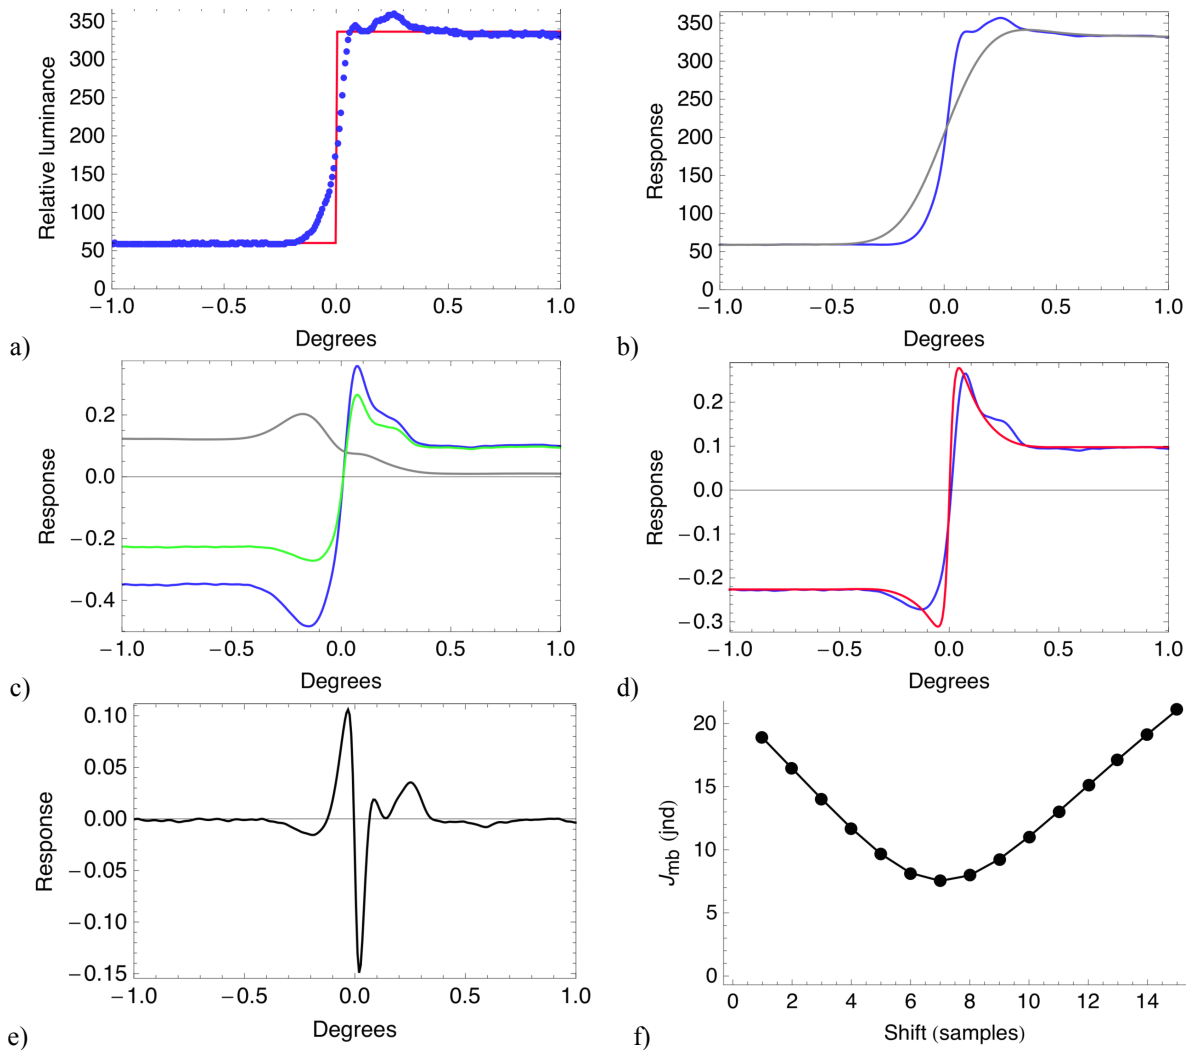 350
300
250
200
150
100
50
0
Relative luminance
−1.0 −0.5 0.0 0.5 1.0
Degrees
a)
350
300
250
200
150
100
50
0
Response
−1.0 −0.5 0.0 0.5 1.0
Degrees
b)
0.2
0.0
−0.2
−0.4
Response
−1.0 −0.5 0.0 0.5 1.0
Degrees
c)
0.2
0.1
0.0
−0.1
−0.2
−0.3
Response
−1.0 −0.5 0.0 0.5 1.0
Degrees
d)
0.10
0.05
0.00
−0.05
−0.10
−0.15
Response
−1.0 −0.5 0.0 0.5 1.0
Degrees
e)
20
15
10
5
0
Jmb (jnd)
0 2 4 6 8 10 12 14
Shift (samples)
f)